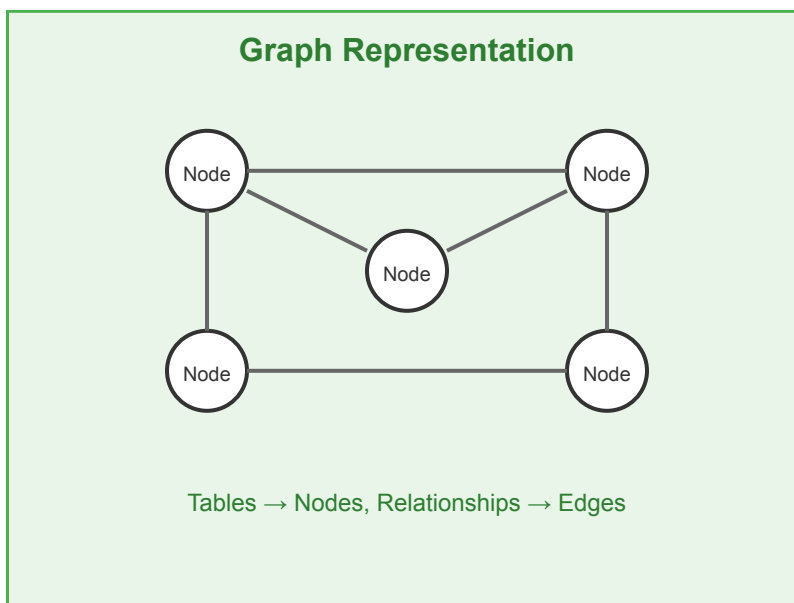 Graph Representation
Node
Node
Node
Node
Node
Tables → Nodes, Relationships → Edges